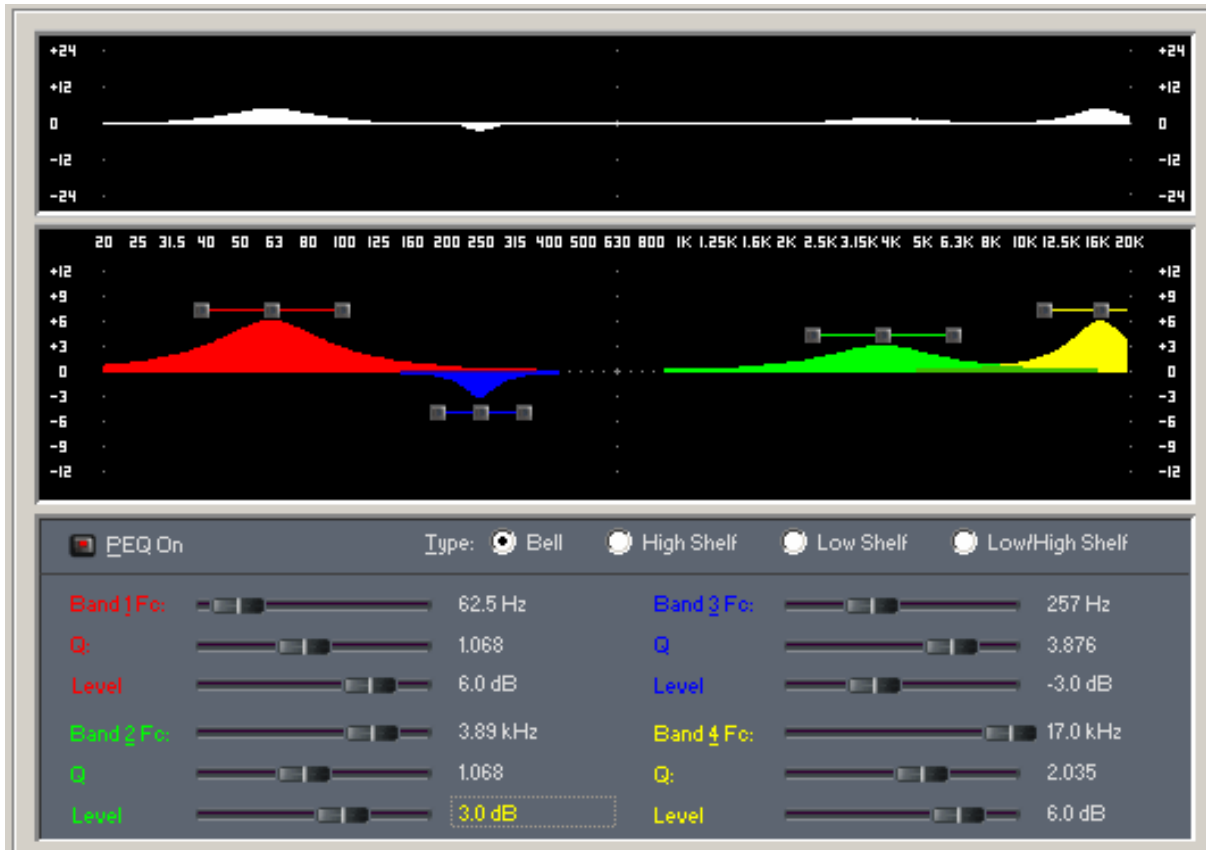 +24 +24
+12 +12
0 0
-12 -12
-24 -24
20 25 31.5 40 50 63 80 100 125 160 200 250 315 400 500 630 800 1K 1.25K 1.6K 2K 2.5K 3.15K 4K 5K 6.3K 8K 10K 12.5K 16K 20K
+12 +12
+9 +9
+6 +6
+3 +3
0 0
-3 -3
-6 -6
-9 -9
-12 -12
PEQ On Type: Bell High Shelf Low Shelf Low/High Shelf
Band 1 Fc: 62.5 Hz Band 3 Fc: 257 Hz
Q: 1.068 Q 3.876
Level 6.0 dB Level -3.0 dB
Band 2 Fc: 3.89 kHz Band 4 Fc: 17.0 kHz
Q 1.068 Q: 2.035
Level 3.0 dB Level 6.0 dB